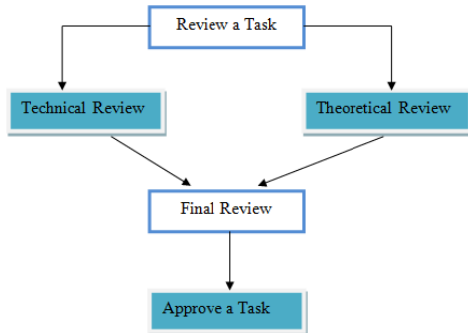 Review a Task
Technical Review
Theoretical Review
Final Review
Approve a Task